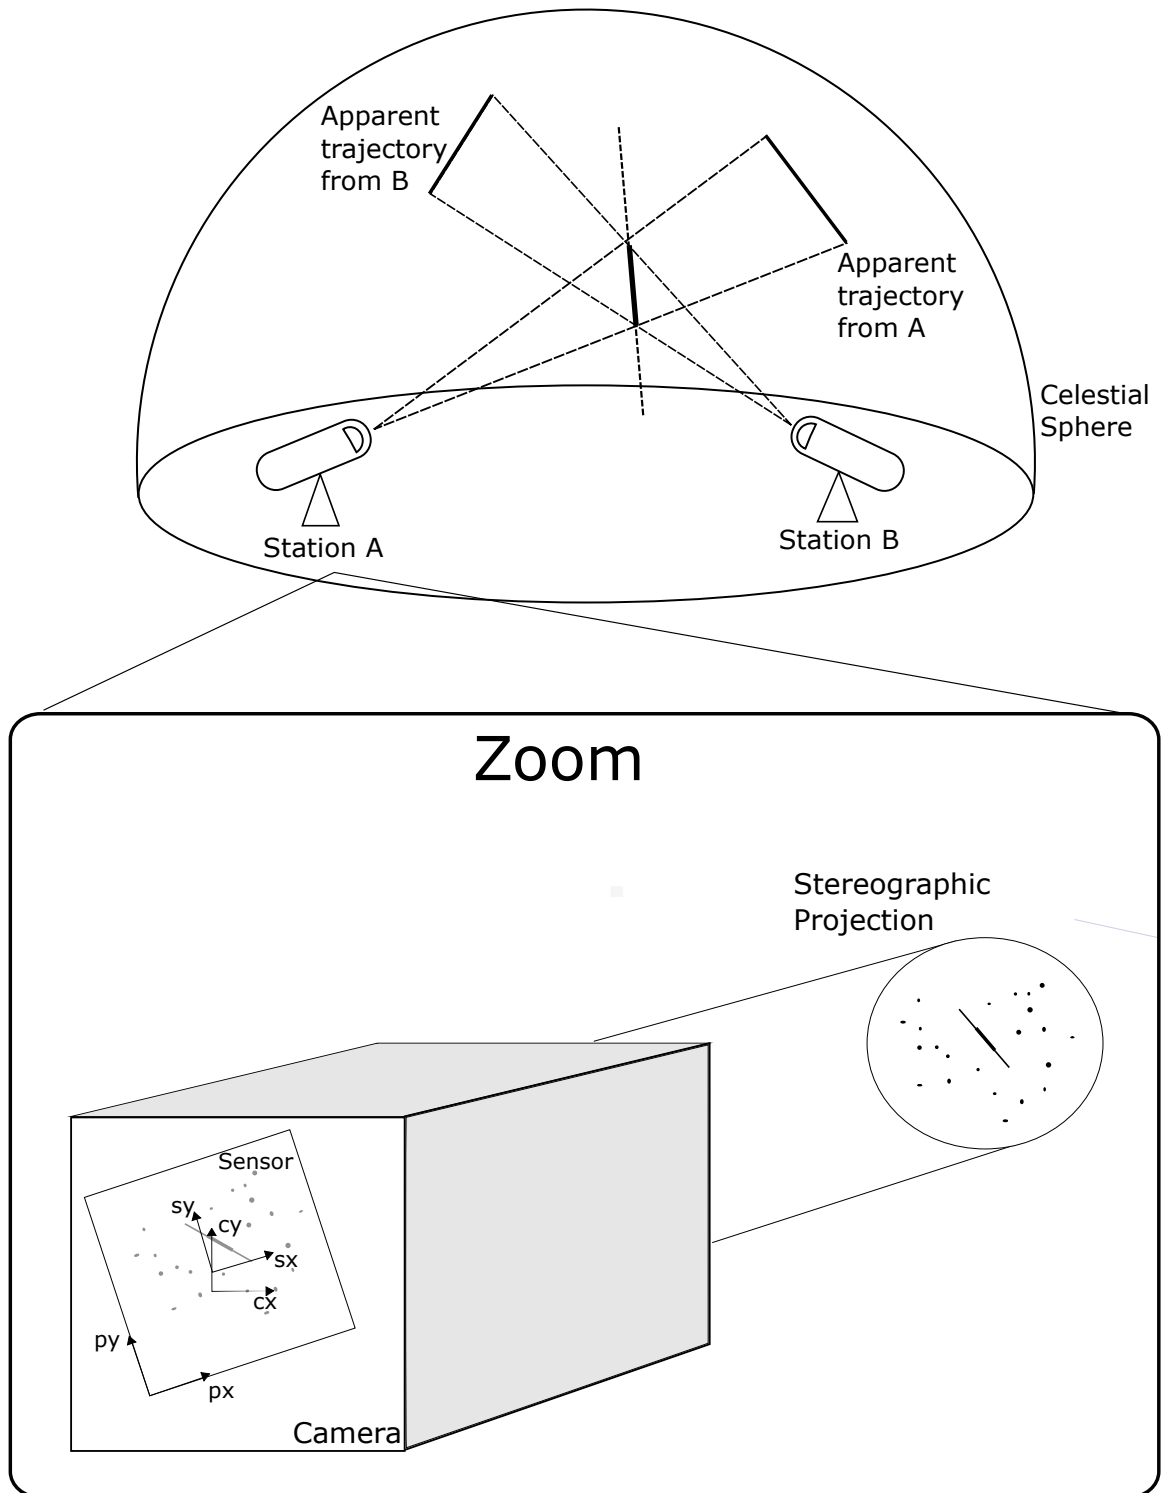 Apparent
trajectory
from B
Apparent
trajectory
from A
Celestial
Sphere
Station A
Station B
Zoom
Stereographic
Projection
Sensor
sy
cy
sx
cx
py
px
Camera